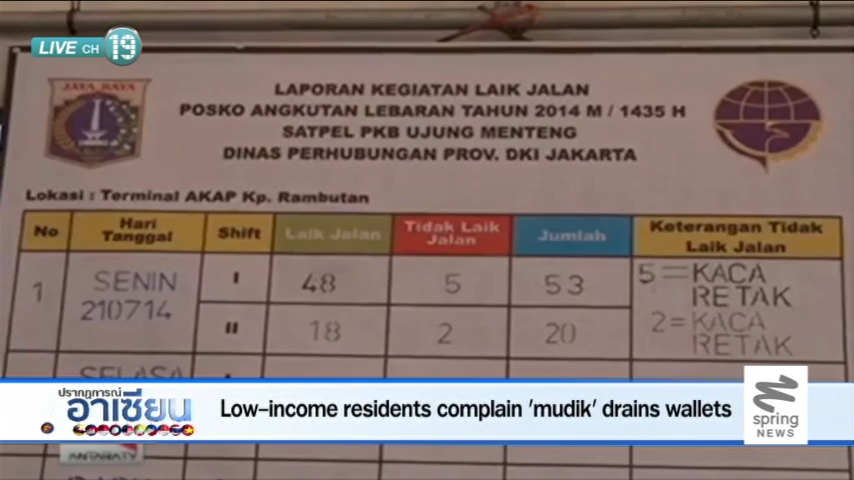 LIVE CH 19
JAYA RAYA
LAPORAN KEGIATAN LAIK JALAN
POSKO ANGKUTAN LEBARAN TAHUN 2014 M / 1435 H
SATPEL PKB UJUNG MENTENG
DINAS PERHUBUNGAN PROV. DKI JAKARTA
Lokasi : Terminal AKAP Kp. Rambutan
No Hari Tanggal Shift Laik Jalan Tidak Laik Jalan Jumlah Keterangan Tidak Laik Jalan
1 SENIN 210714 I 48 5 53 5 = KACA RETAK
II 18 2 20 2 = KACA RETAK
SELASA
ปรากฏการณ์
อาเซียน
Low-income residents complain 'mudik' drains wallets
spring
NEWS